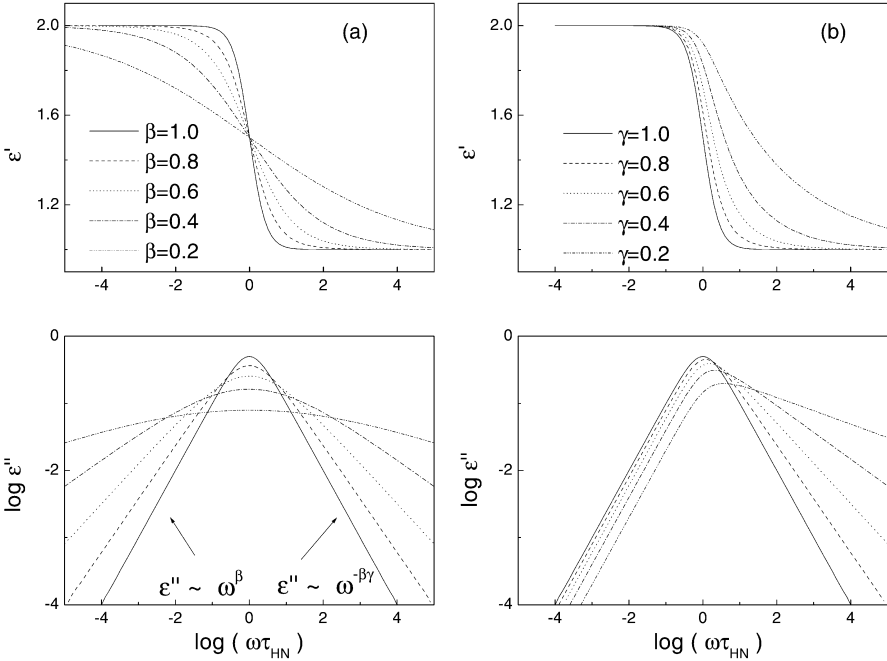 2.0
1.6
1.2
ε'
(a)
β=1.0
β=0.8
β=0.6
β=0.4
β=0.2
-4 -2 0 2 4
2.0
1.6
1.2
ε'
(b)
γ=1.0
γ=0.8
γ=0.6
γ=0.4
γ=0.2
-4 -2 0 2 4
0
-2
-4
log ε''
ε'' ~ ω^β
ε'' ~ ω^-βγ
-4 -2 0 2 4
log ( ωτ_HN )
0
-2
-4
log ε''
-4 -2 0 2 4
log ( ωτ_HN )